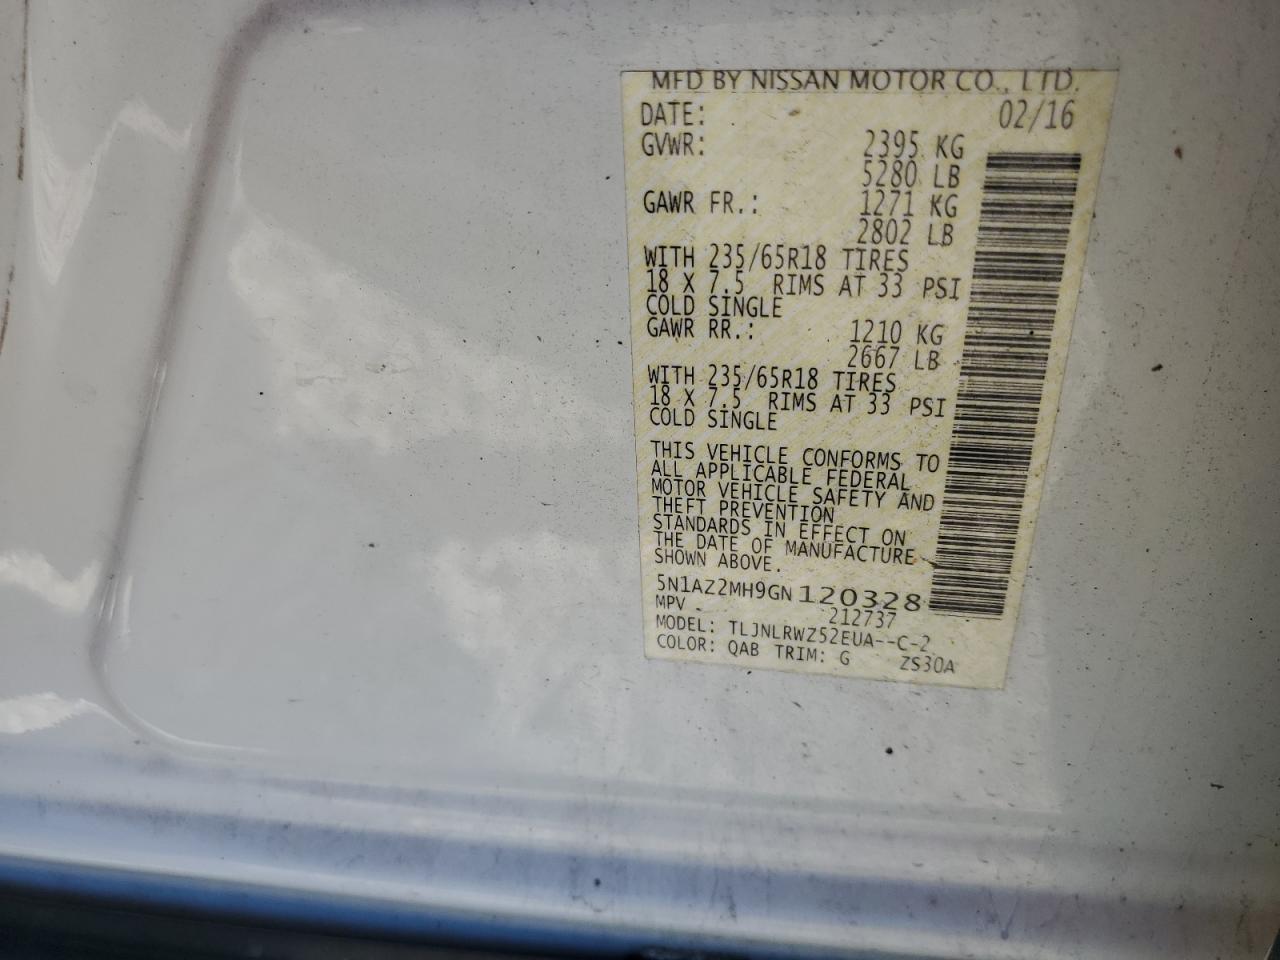 MFD BY NISSAN MOTOR CO., LTD.
DATE: 02/16
GVWR: 2395 KG
5280 LB
GAWR FR.: 1271 KG
2802 LB
WITH 235/65R18 TIRES
18 X 7.5 RIMS AT 33 PSI
COLD SINGLE
GAWR RR.: 1210 KG
2667 LB
WITH 235/65R18 TIRES
18 X 7.5 RIMS AT 33 PSI
COLD SINGLE
THIS VEHICLE CONFORMS TO
ALL APPLICABLE FEDERAL
MOTOR VEHICLE SAFETY AND
THEFT PREVENTION
STANDARDS IN EFFECT ON
THE DATE OF MANUFACTURE
SHOWN ABOVE.
5N1AZ2MH9GN120328
MPV 212737
MODEL: TLJNLRWZ52EUA--C-2
COLOR: QAB TRIM: G ZS30A